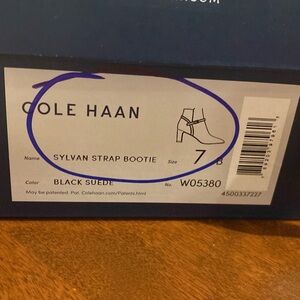 COLE HAAN
Name SYLVAN STRAP BOOTIE Size 7 B
Color BLACK SUEDE No. W05380
May be patented. Pat. Colehaan.com/Patents.html 4500337227